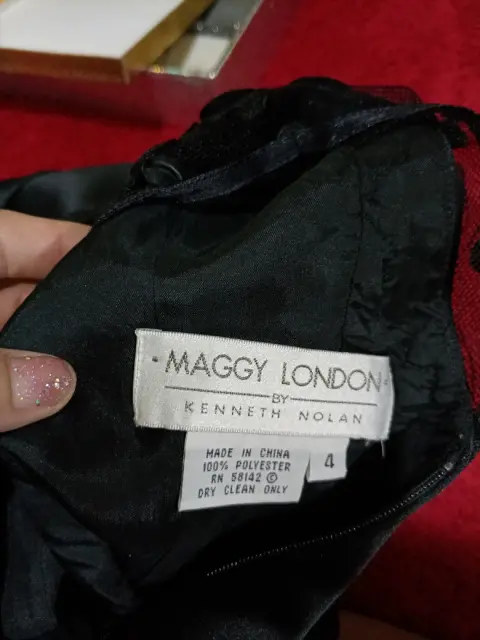 MAGGY LONDON
BY
KENNETH NOLAN
MADE IN CHINA
100% POLYESTER
RN 58142 ©
DRY CLEAN ONLY
4